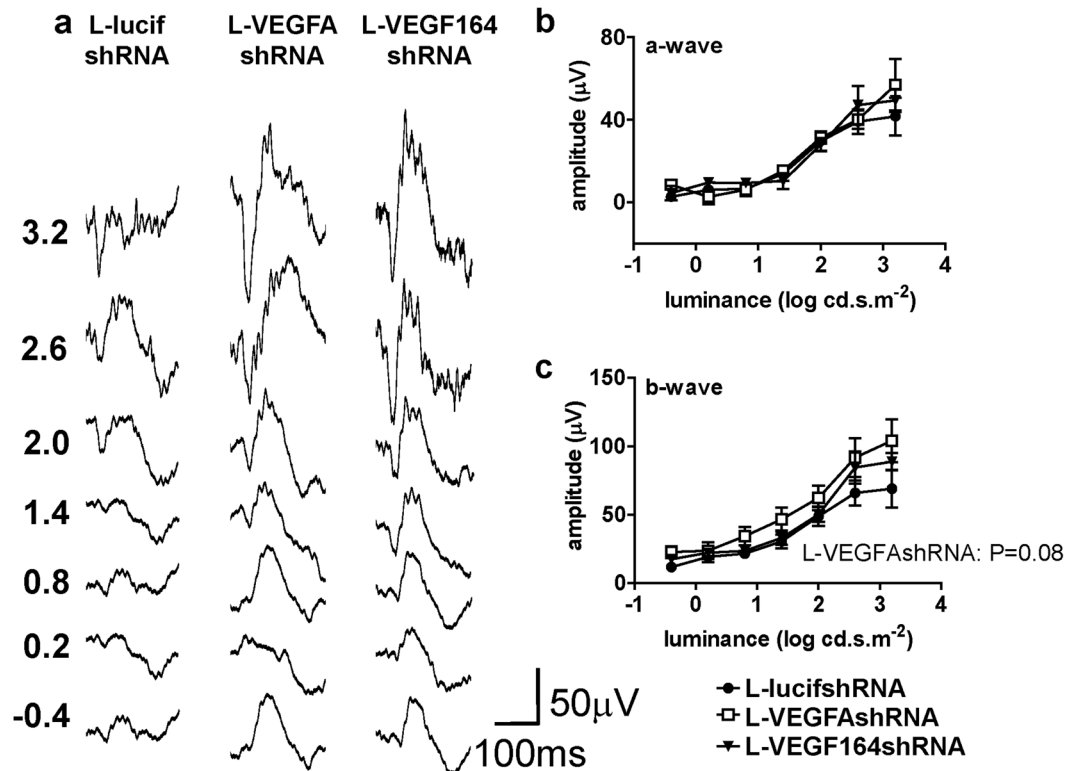 a
L-lucif shRNA
L-VEGFA shRNA
L-VEGF164 shRNA
3.2
2.6
2.0
1.4
0.8
0.2
-0.4
50μV
100ms
b
a-wave
amplitude (μV)
80
40
0
-1 0 1 2 3 4
luminance (log cd.s.m-2)
c
b-wave
amplitude (μV)
150
100
50
0
L-VEGFAshRNA: P=0.08
-1 0 1 2 3 4
luminance (log cd.s.m-2)
L-lucifshRNA
L-VEGFAshRNA
L-VEGF164shRNA